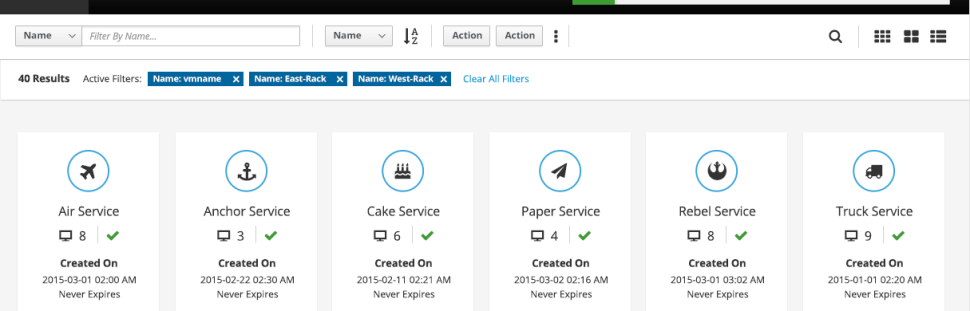 Name Filter By Name... Name A Z Action Action
40 Results Active Filters: Name: vmname x Name: East-Rack x Name: West-Rack x Clear All Filters
Air Service Anchor Service Cake Service Paper Service Rebel Service Truck Service
8 3 6 4 8 9
Created On Created On Created On Created On Created On Created On
2015-03-01 02:00 AM 2015-02-22 02:30 AM 2015-02-11 02:21 AM 2015-03-02 02:16 AM 2015-03-01 03:02 AM 2015-01-01 02:20 AM
Never Expires Never Expires Never Expires Never Expires Never Expires Never Expires